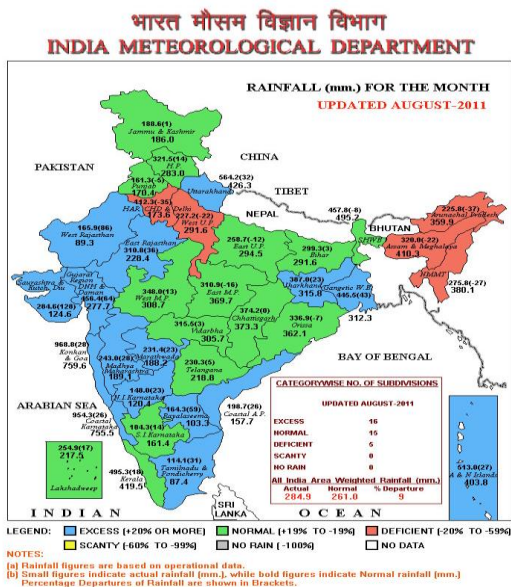 भारत मौसम विज्ञान विभाग
INDIA METEOROLOGICAL DEPARTMENT
RAINFALL (mm.) FOR THE MONTH
UPDATED AUGUST-2011
188.6(1)
Jammu & Kashmir
186.0
CHINA
321.5(14)
H.P.
283.0
PAKISTAN
161.3(-5)
Punjab
170.4
564.2(32)
Uttarakhand
426.3
TIBET
HAR. CHD & Delhi
173.6
227.2(-22)
West U.P.
291.6
NEPAL
457.8(-8)
495.2
BHUTAN
225.8(-37)
Arunachal Pradesh
359.9
165.9(86)
West Rajasthan
89.3
East Rajasthan
310.0(36)
228.4
258.7(-12)
East U.P.
294.5
299.3(3)
Bihar
291.6
SHWB
320.0(-22)
Assam & Meghalaya
410.3
NMMT
275.8(-27)
380.1
Gujarat
Region
DNH &
Daman
456.4(64)
277.7
Saurashtra &
Kutch, Diu
284.6(128)
124.6
348.0(13)
West M.P.
308.7
310.9(-16)
East M.P.
369.7
387.0(23)
Jharkhand
315.8
Gangetic W.B.
445.5(43)
312.3
374.2(0)
Chhattisgarh
373.3
336.9(-7)
Orissa
362.1
315.5(3)
Vidarbha
305.7
968.8(28)
Konkan
& Goa
759.6
243.0(28)
Madhya
Maharashtra
189.1
231.4(23)
Marathwada
188.2
230.3(5)
Telangana
218.8
BAY OF BENGAL
ARABIAN SEA
954.3(26)
Coastal
Karnataka
755.5
148.0(23)
N.I.Karnataka
120.4
164.3(59)
Rayalaseema
103.3
198.7(26)
Coastal A.P.
157.7
184.3(14)
S.I.Karnataka
161.4
254.9(17)
217.5
Lakshadweep
495.3(18)
Kerala
419.5
114.1(31)
Tamilnadu &
Pondicherry
87.4
SRI
LANKA
CATEGORYWISE NO. OF SUBDIVISIONS
UPDATED AUGUST-2011
EXCESS 16
NORMAL 15
DEFICIENT 5
SCANTY 0
NO RAIN 0
All India Area Weighted Rainfall (mm.)
Actual Normal % Departure
284.9 261.0 9
513.0(27)
A & N Islands
403.8
INDIAN OCEAN
LEGEND: EXCESS (+20% OR MORE) NORMAL (+19% TO -19%) DEFICIENT (-20% TO -59%)
SCANTY (-60% TO -99%) NO RAIN (-100%) NO DATA
NOTES:
(a) Rainfall figures are based on operational data.
(b) Small figures indicate actual rainfall (mm.), while bold figures indicate Normal rainfall (mm.)
Percentage Departures of Rainfall are shown in Brackets.